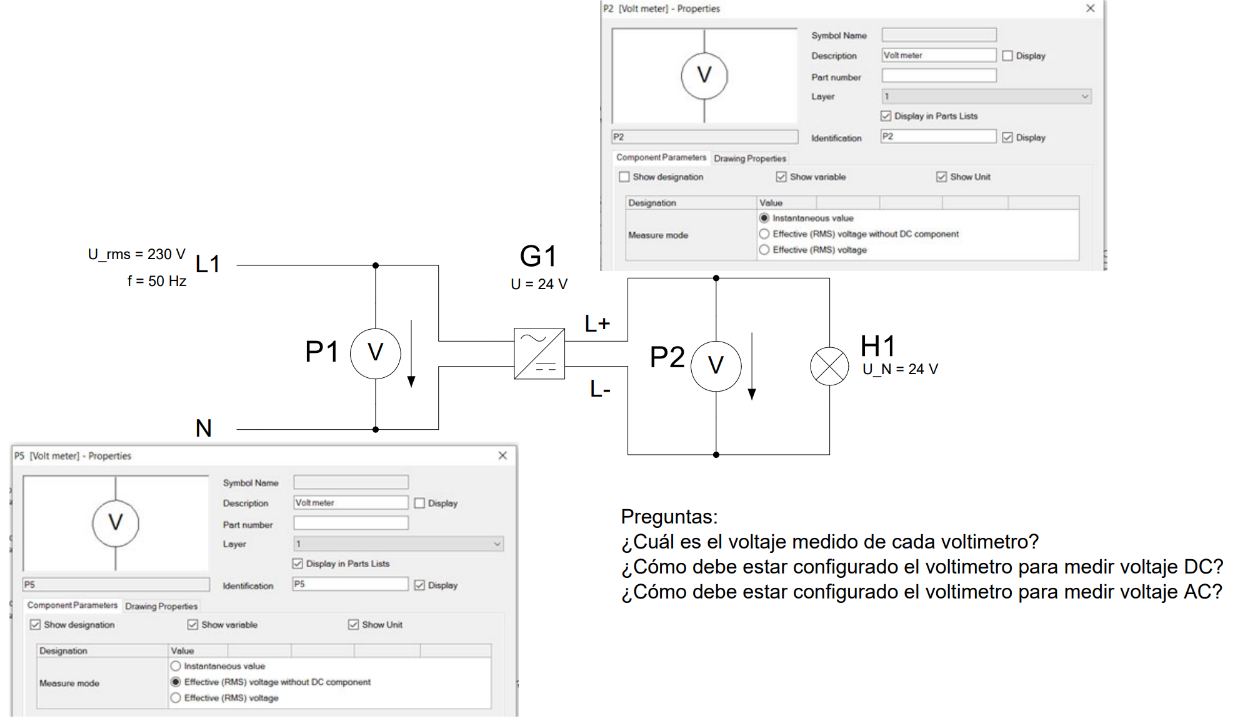 P2 [Volt meter] - Properties
V
P2
Symbol Name
Description Volt meter Display
Part number
Layer 1
Display in Parts Lists
Identification P2 Display
Component Parameters Drawing Properties
Show designation Show variable Show Unit
Designation Value
Measure mode
Instantaneous value
Effective (RMS) voltage without DC component
Effective (RMS) voltage
U_rms = 230 V
f = 50 Hz
L1
G1
U = 24 V
L+
L-
P1
V
P2
V
H1
U_N = 24 V
N
P5 [Volt meter] - Properties
V
P5
Symbol Name
Description Volt meter Display
Part number
Layer 1
Display in Parts Lists
Identification P5 Display
Component Parameters Drawing Properties
Show designation Show variable Show Unit
Designation Value
Measure mode
Instantaneous value
Effective (RMS) voltage without DC component
Effective (RMS) voltage
Preguntas:
¿Cuál es el voltaje medido de cada voltimetro?
¿Cómo debe estar configurado el voltimetro para medir voltaje DC?
¿Cómo debe estar configurado el voltimetro para medir voltaje AC?